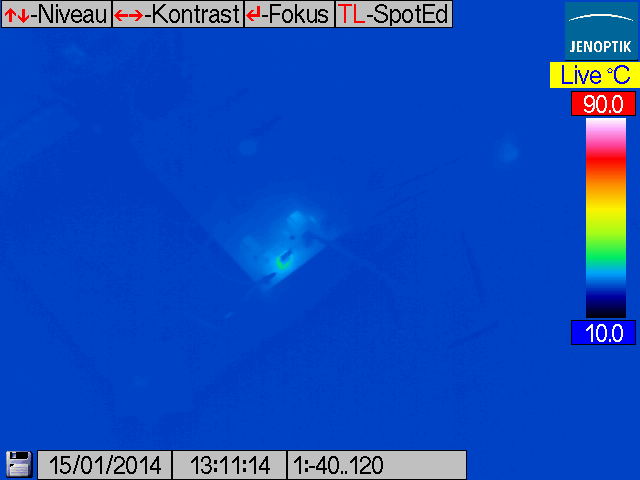 ↑↓-Niveau ←→-Kontrast ↵-Fokus TL-SpotEd
JENOPTIK
Live °C
90.0
10.0
15/01/2014 13:11:14 1:-40..120